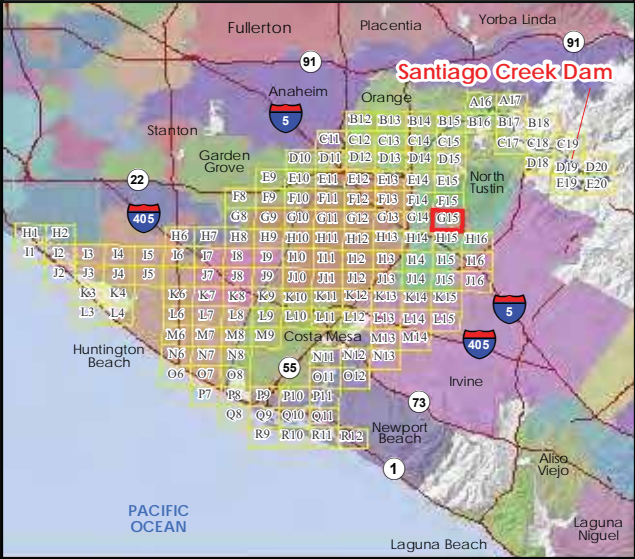 Fullerton
Placentia
Yorba Linda
91
91
Santiago Creek Dam
Anaheim
Orange
A16 A17
5
B12 B13 B14 B15 B16 B17 B18
Stanton
C11 C12 C13 C14 C15 C17 C18 C19
Garden
Grove
D10 D11 D12 D13 D14 D15 D18 D19 D20
22
E9 E10 E11 E12 E13 E14 E15 E19 E20
North
Tustin
F8 F9 F10 F11 F12 F13 F14 F15
405
G8 G9 G10 G11 G12 G13 G14 G15
H1 H2 H6 H7 H8 H9 H10 H11 H12 H13 H14 H15 H16
I1 I2 I3 I4 I5 I6 I7 I8 I9 I10 I11 I12 I13 I14 I15 I16
J2 J3 J4 J5 J7 J8 J9 J10 J11 J12 J13 J14 J15 J16
K3 K4 K6 K7 K8 K9 K10 K11 K12 K13 K14 K15
5
L3 L4 L6 L7 L8 L9 L10 L11 L12 L13 L14 L15
M6 M7 M8 M9 Costa Mesa M13 M14
405
Huntington
Beach
N6 N7 N8 N11 N12 N13
55
O6 O7 O8 O11 O12
Irvine
P7 P8 P9 P10 P11
73
Q8 Q9 Q10 Q11
R9 R10 R11 R12
Newport
Beach
1
Aliso
Viejo
PACIFIC
OCEAN
Laguna
Niguel
Laguna Beach